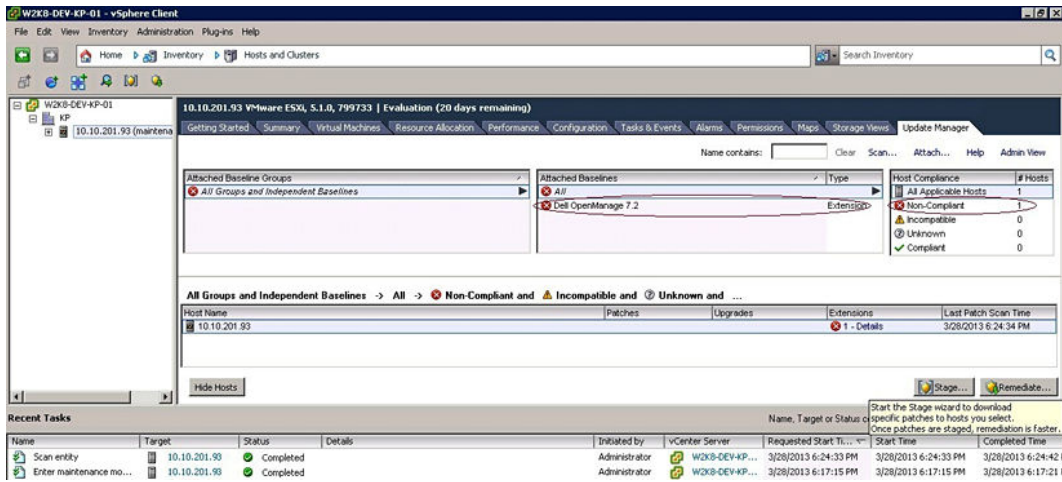 W2K8-DEV-KP-01 - vSphere Client
File Edit View Inventory Administration Plug-ins Help
Home Inventory Hosts and Clusters Search Inventory
W2K8-DEV-KP-01
KP
10.10.201.93 (maintena
10.10.201.93 VMware ESXi, 5.1.0, 799733 | Evaluation (20 days remaining)
Getting Started Summary Virtual Machines Resource Allocation Performance Configuration Tasks & Events Alarms Permissions Maps Storage Views Update Manager
Name contains: Clear Scan... Attach... Help Admin View
Attached Baseline Groups Attached Baselines Type Host Compliance # Hosts
All Groups and Independent Baselines All All Applicable Hosts 1
Dell OpenManage 7.2 Extension Non-Compliant 1
Incompatible 0
Unknown 0
Compliant 0
All Groups and Independent Baselines -> All -> Non-Compliant and Incompatible and Unknown and ...
Host Name Patches Upgrades Extensions Last Patch Scan Time
10.10.201.93 1 - Details 3/28/2013 6:24:34 PM
Hide Hosts Stage... Remediate...
Start the Stage wizard to download
specific patches to hosts you select.
Once patches are staged, remediation is faster.
Recent Tasks Name, Target or Status c
Name Target Status Details Initiated by vCenter Server Requested Start Ti... Start Time Completed Time
Scan entity 10.10.201.93 Completed Administrator W2K8-DEV-KP... 3/28/2013 6:24:33 PM 3/28/2013 6:24:33 PM 3/28/2013 6:24:42
Enter maintenance mo... 10.10.201.93 Completed Administrator W2K8-DEV-KP... 3/28/2013 6:17:15 PM 3/28/2013 6:17:15 PM 3/28/2013 6:17:21